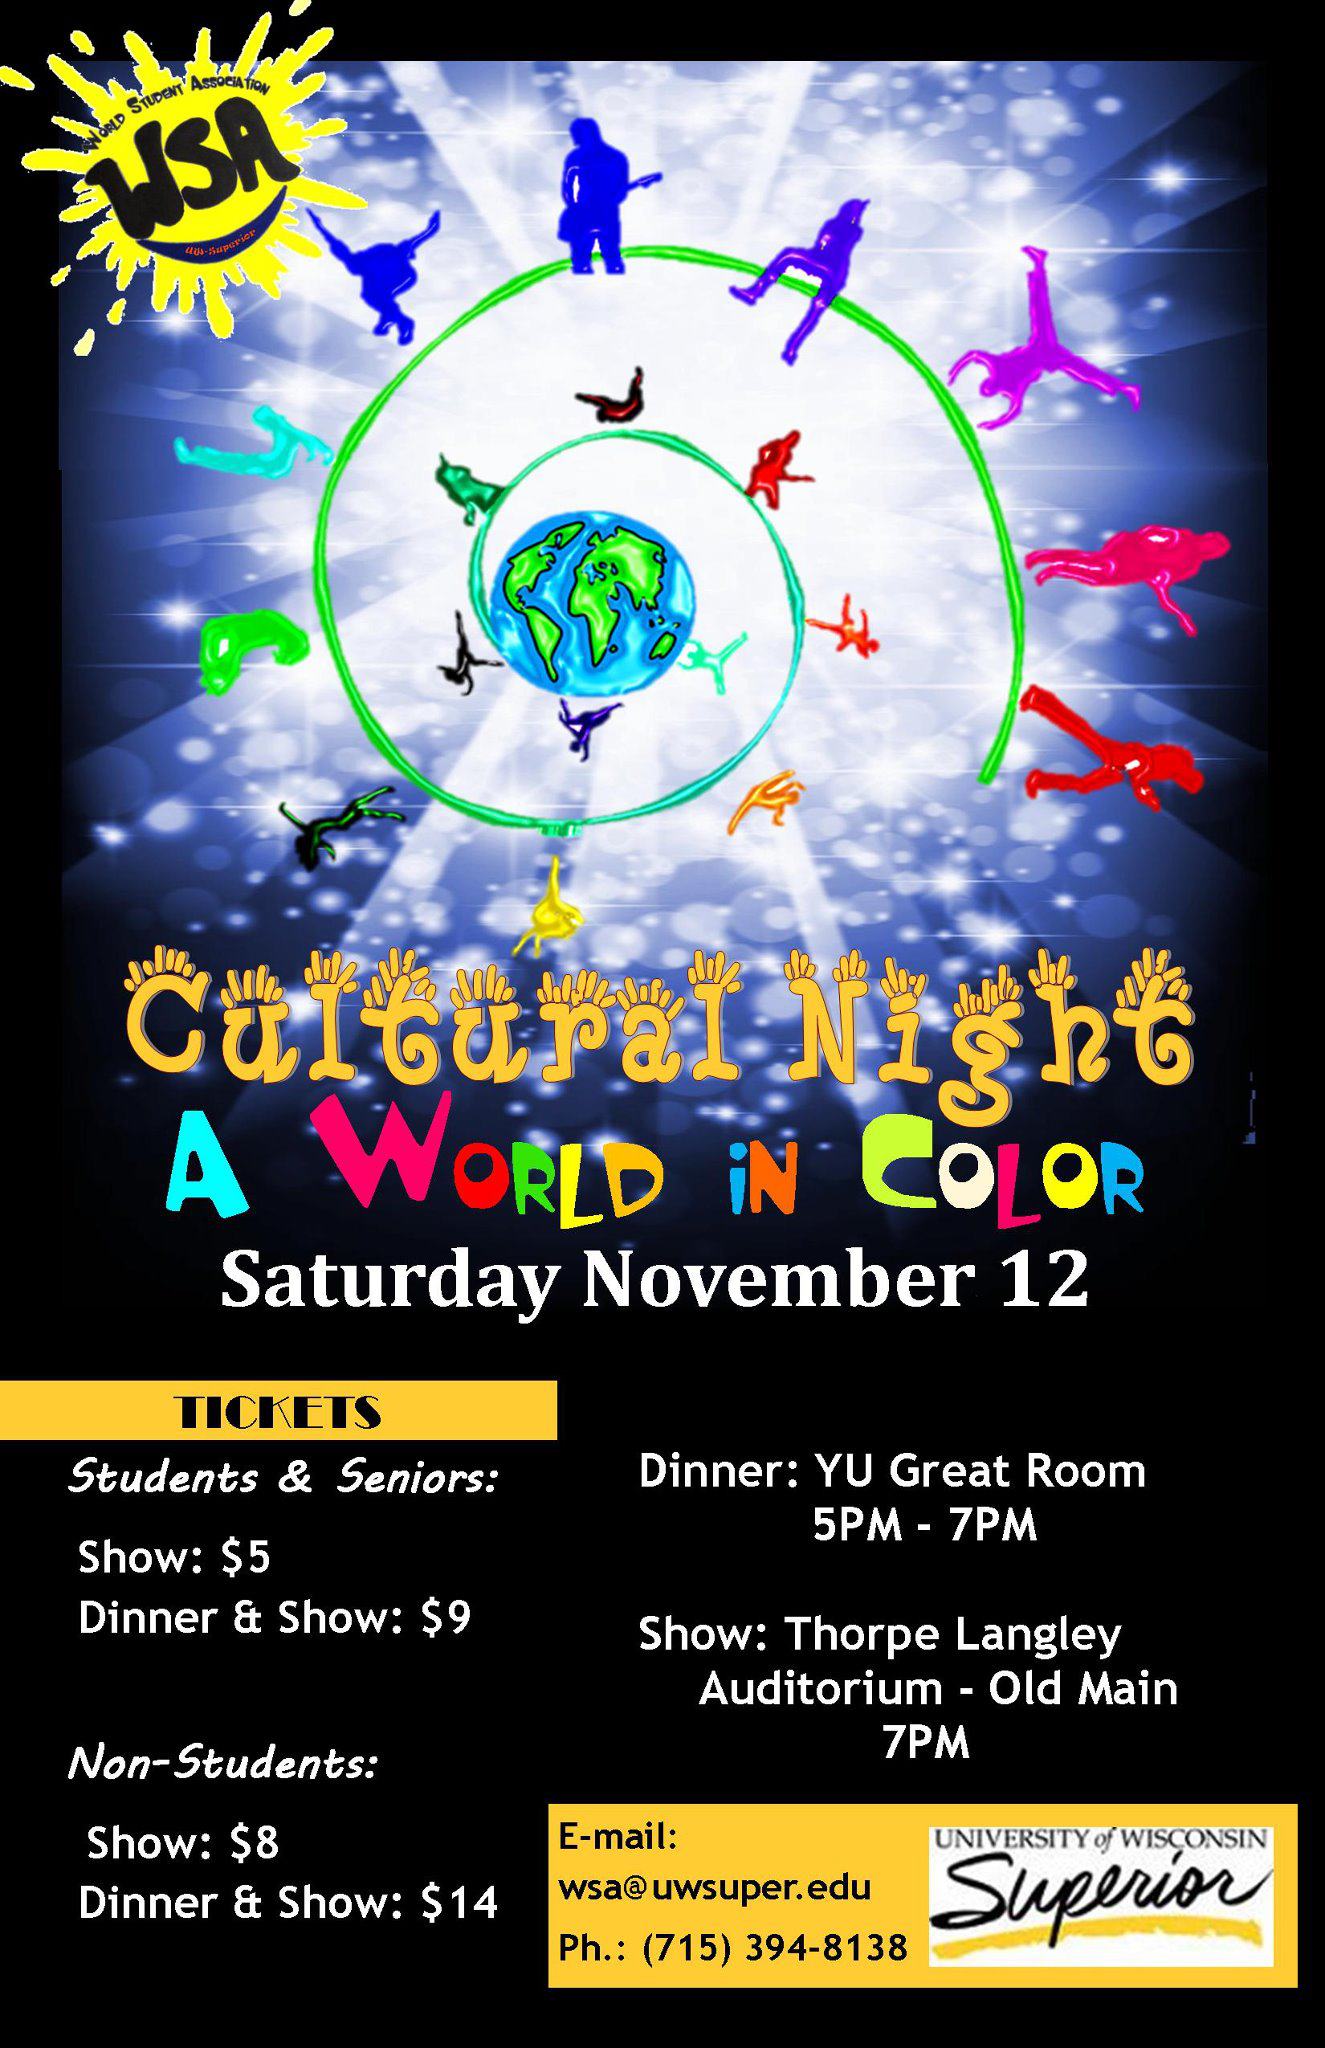 World Student Association
WSA
UW-Superior
Cultural Night
A World in Color
Saturday November 12
TICKETS
Students & Seniors:
Show: $5
Dinner & Show: $9
Non-Students:
Show: $8
Dinner & Show: $14
Dinner: YU Great Room
5PM - 7PM
Show: Thorpe Langley
Auditorium - Old Main
7PM
E-mail:
wsa@uwsuper.edu
Ph.: (715) 394-8138
UNIVERSITY of WISCONSIN
Superior